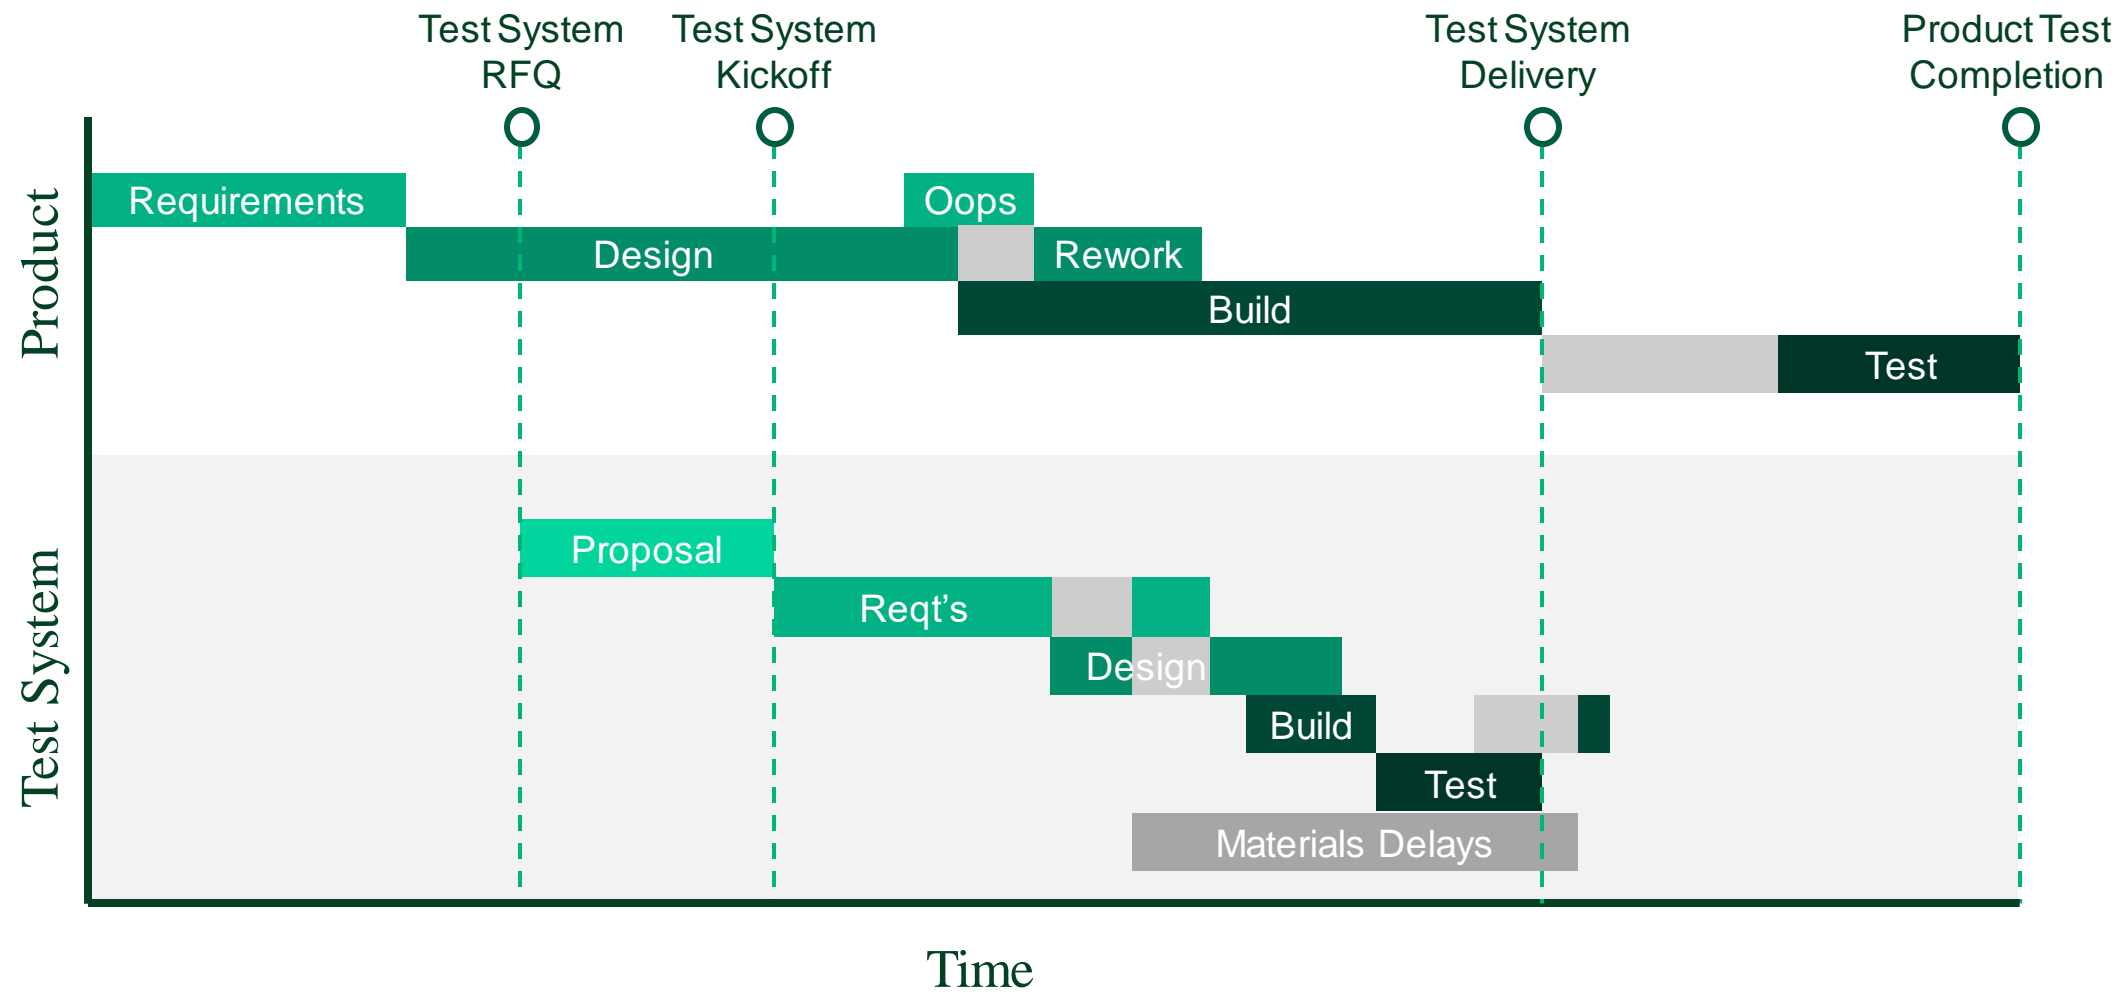 Test System
RFQ
Test System
Kickoff
Test System
Delivery
Product Test
Completion
Product
Requirements
Oops
Design
Rework
Build
Test
Test System
Proposal
Reqt’s
Design
Build
Test
Materials Delays
Time